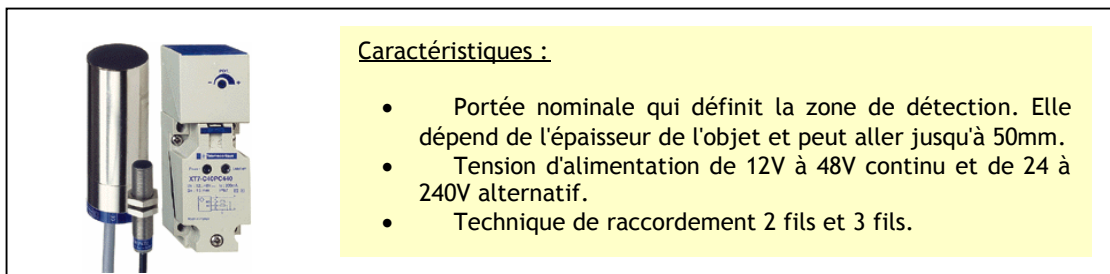 Caractéristiques :
• Portée nominale qui définit la zone de détection. Elle
dépend de l'épaisseur de l'objet et peut aller jusqu'à 50mm.
• Tension d'alimentation de 12V à 48V continu et de 24 à
240V alternatif.
• Technique de raccordement 2 fils et 3 fils.
XT7-C40PC440